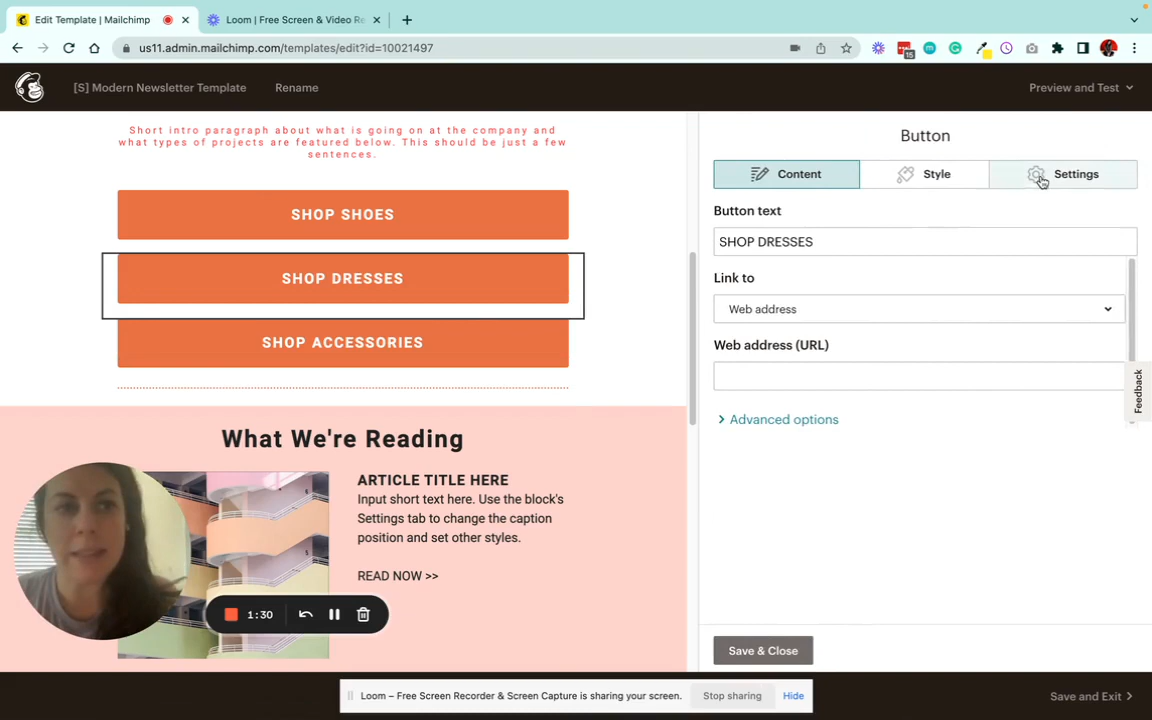 Edit Template | Mailchimp
Loom | Free Screen & Video Re
us11.admin.mailchimp.com/templates/edit?id=10021497
15
[S] Modern Newsletter Template
Rename
Preview and Test
Short intro paragraph about what is going on at the company and
what types of projects are featured below. This should be just a few
sentences.
SHOP SHOES
SHOP DRESSES
SHOP ACCESSORIES
What We're Reading
ARTICLE TITLE HERE
Input short text here. Use the block's
Settings tab to change the caption
position and set other styles.
READ NOW >>
1:30
Button
Content
Style
Settings
Button text
SHOP DRESSES
Link to
Web address
Web address (URL)
Advanced options
Feedback
Save & Close
Loom – Free Screen Recorder & Screen Capture is sharing your screen.
Stop sharing
Hide
Save and Exit